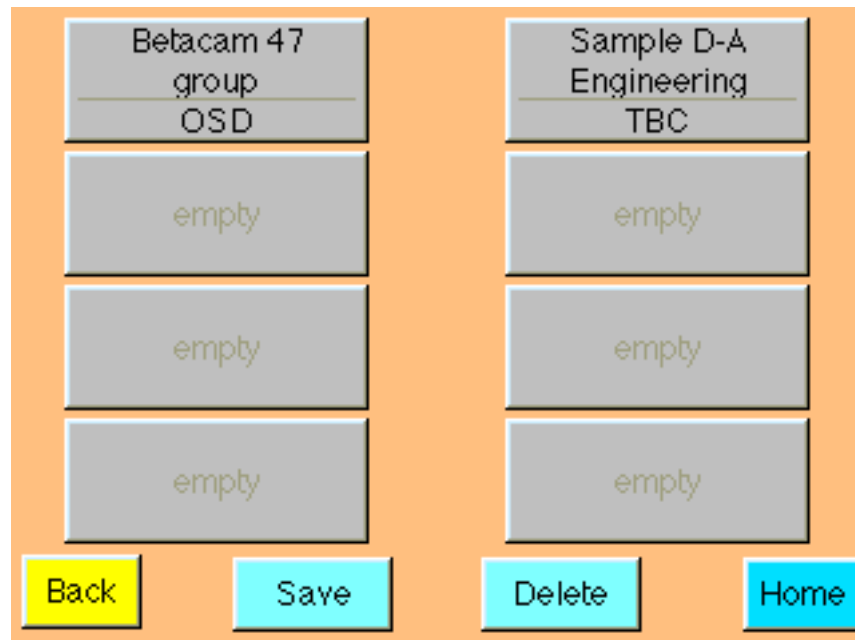 Betacam 47
group
OSD
Sample D-A
Engineering
TBC
empty
empty
empty
empty
empty
empty
Back
Save
Delete
Home